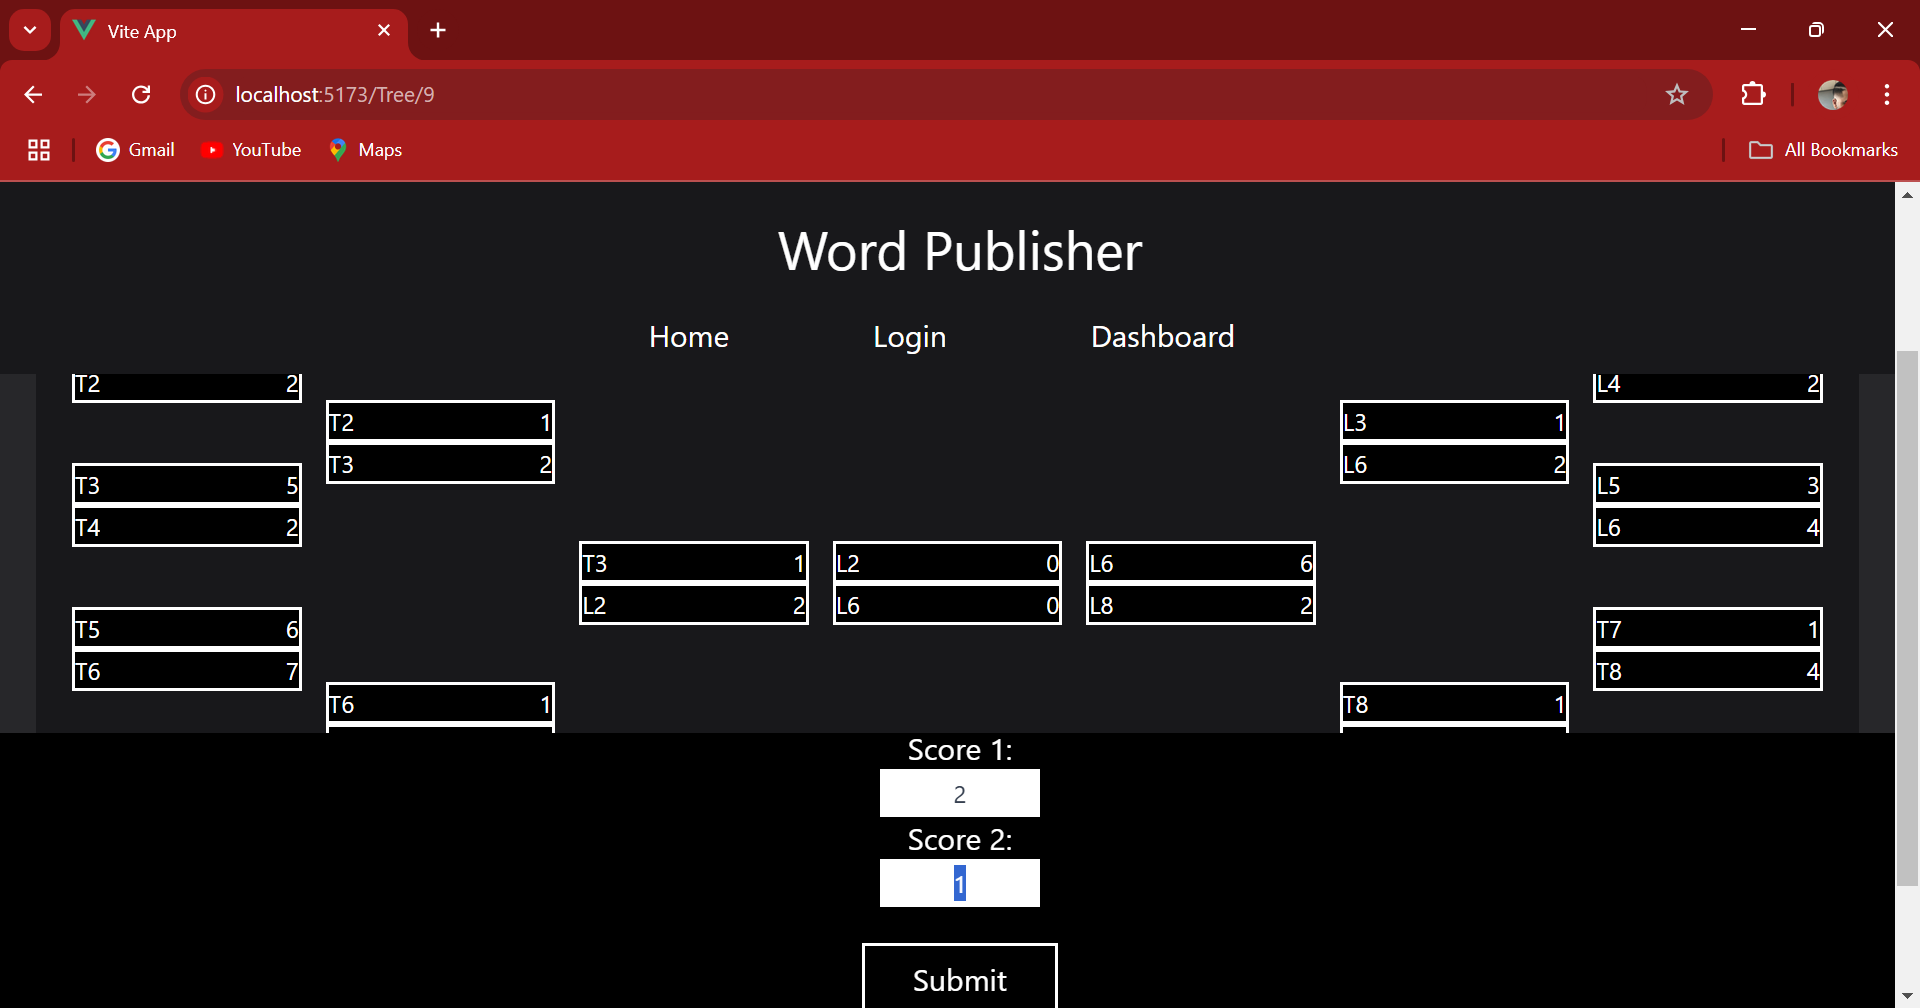 Vite App
localhost:5173/Tree/9
Gmail YouTube Maps All Bookmarks
Word Publisher
Home Login Dashboard
T2 2
T3 5
T4 2
T5 6
T6 7
T2 1
T3 2
T6 1
T3 1
L2 2
L2 0
L6 0
L6 6
L8 2
L3 1
L6 2
T8 1
L4 2
L5 3
L6 4
T7 1
T8 4
Score 1:
2
Score 2:
1
Submit